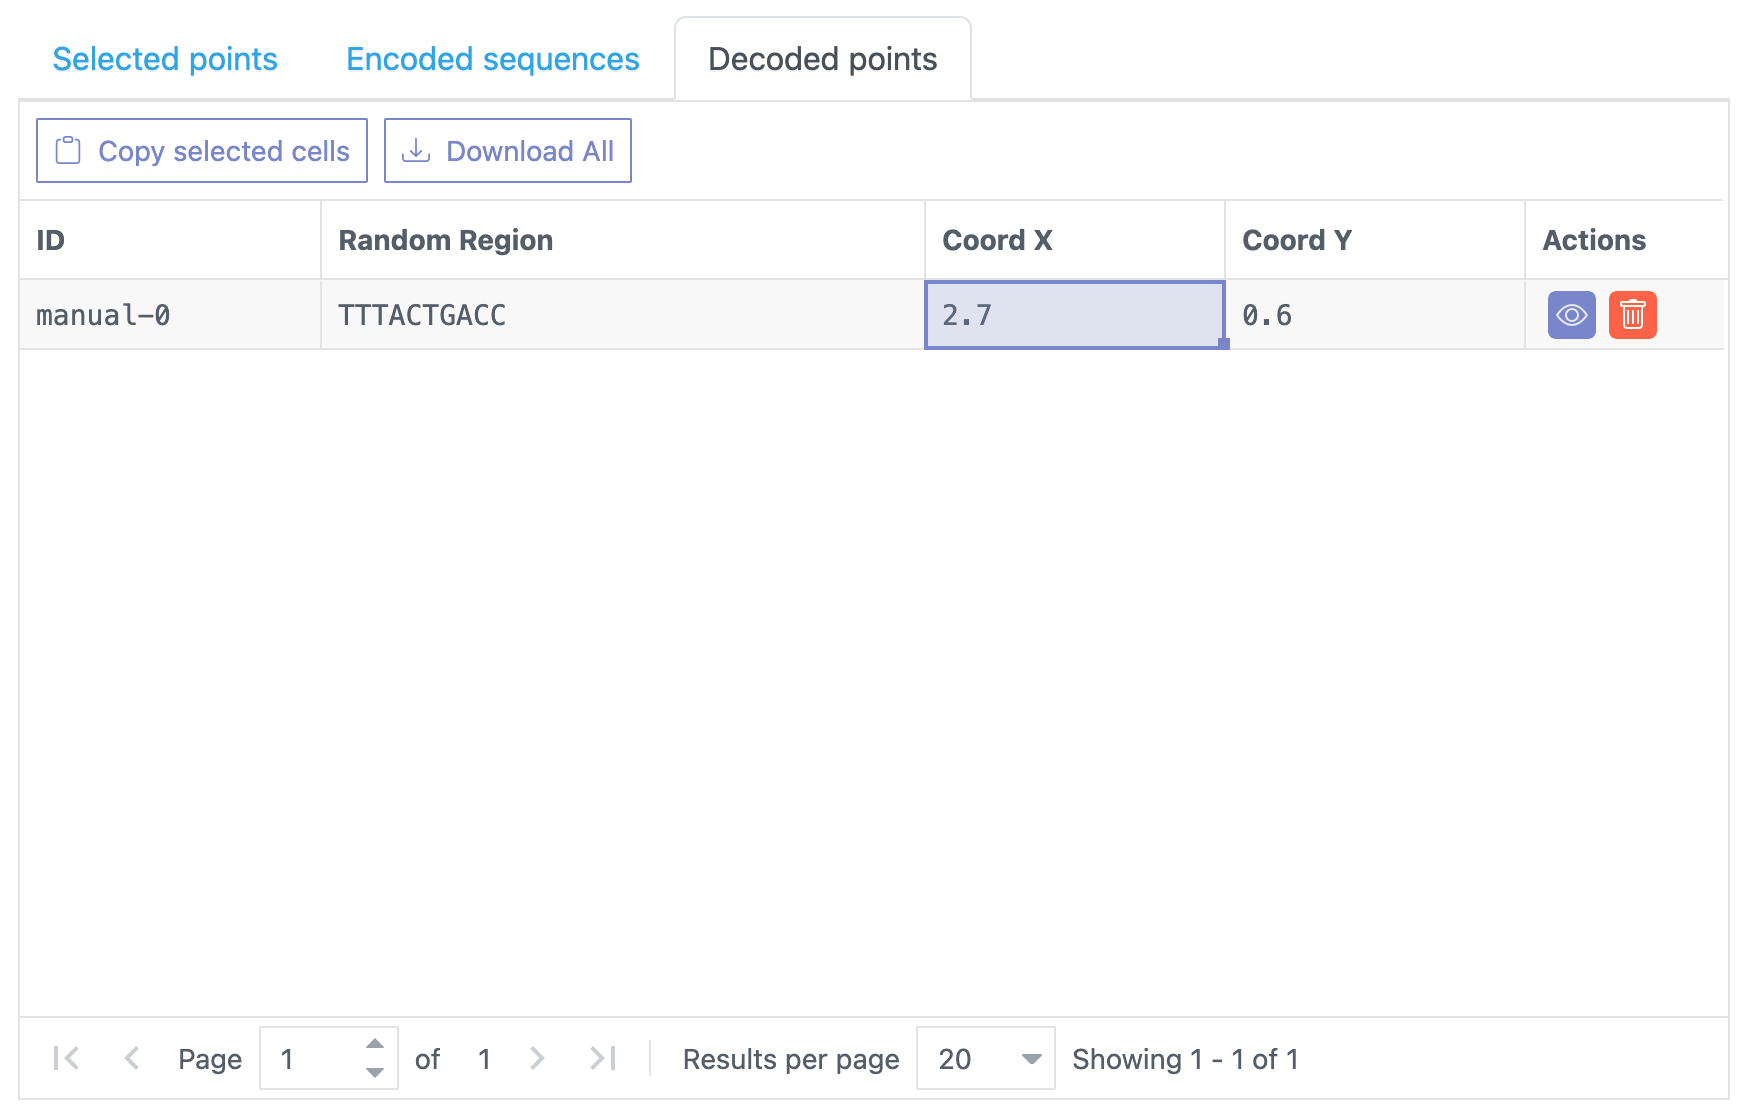 Selected points Encoded sequences Decoded points
Copy selected cells Download All
ID Random Region Coord X Coord Y Actions
manual-0 TTTACTGACC 2.7 0.6
Page 1 of 1 Results per page 20 Showing 1 - 1 of 1